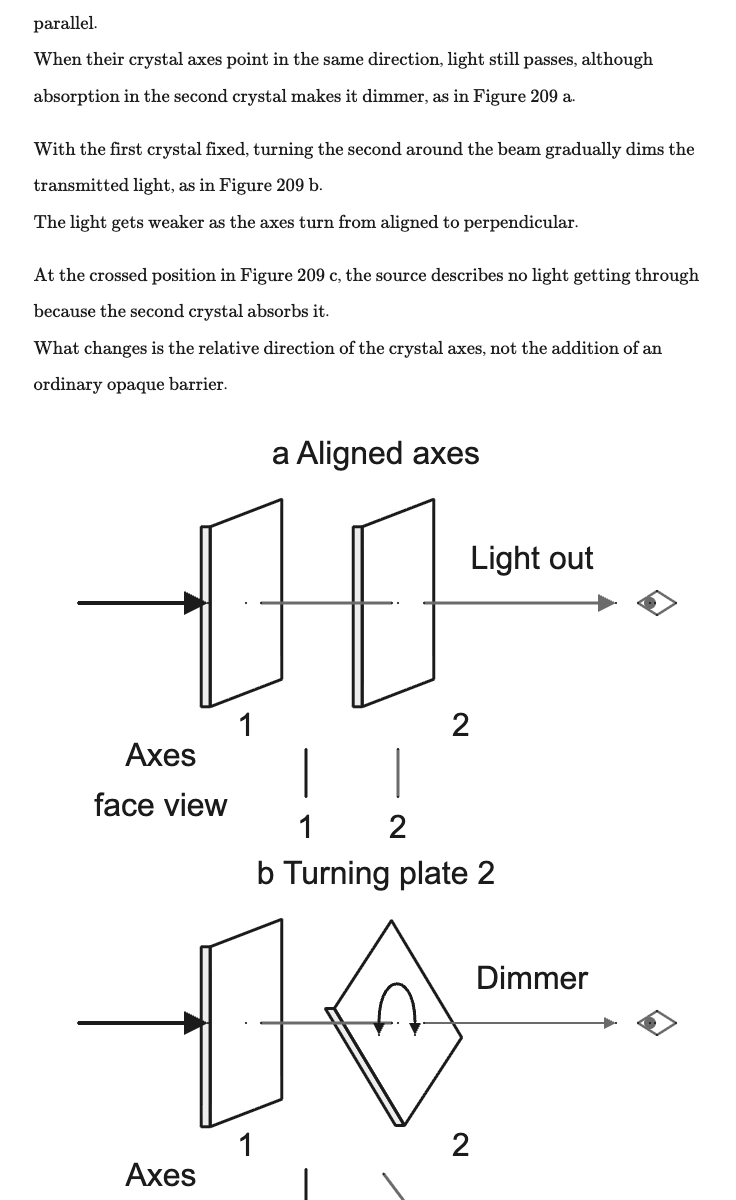 parallel.
When their crystal axes point in the same direction, light still passes, although
absorption in the second crystal makes it dimmer, as in Figure 209 a.
With the first crystal fixed, turning the second around the beam gradually dims the
transmitted light, as in Figure 209 b.
The light gets weaker as the axes turn from aligned to perpendicular.
At the crossed position in Figure 209 c, the source describes no light getting through
because the second crystal absorbs it.
What changes is the relative direction of the crystal axes, not the addition of an
ordinary opaque barrier.
a Aligned axes
Light out
1
2
Axes
face view
1
2
b Turning plate 2
Dimmer
1
2
Axes